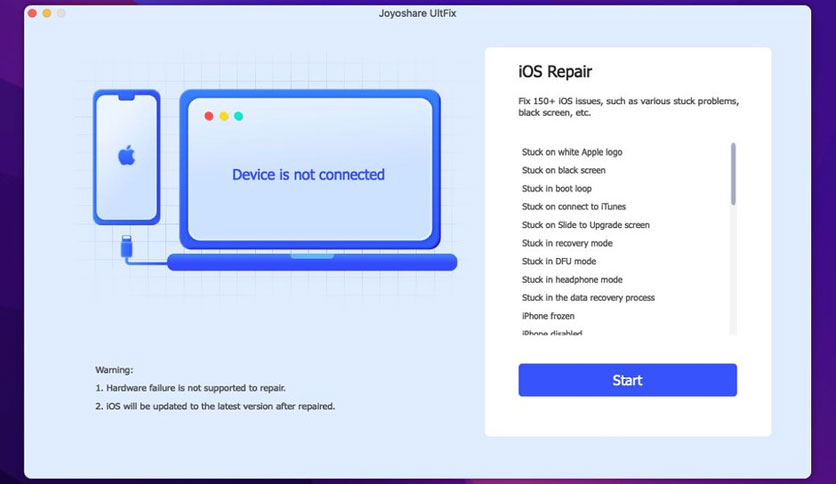 Joyoshare UltFix
Device is not connected
Warning:
1. Hardware failure is not supported to repair.
2. iOS will be updated to the latest version after repaired.
iOS Repair
Fix 150+ iOS issues, such as various stuck problems,
black screen, etc.
Stuck on white Apple logo
Stuck on black screen
Stuck in boot loop
Stuck on connect to iTunes
Stuck on Slide to Upgrade screen
Stuck in recovery mode
Stuck in DFU mode
Stuck in headphone mode
Stuck in the data recovery process
iPhone frozen
iPhone disabled
Start